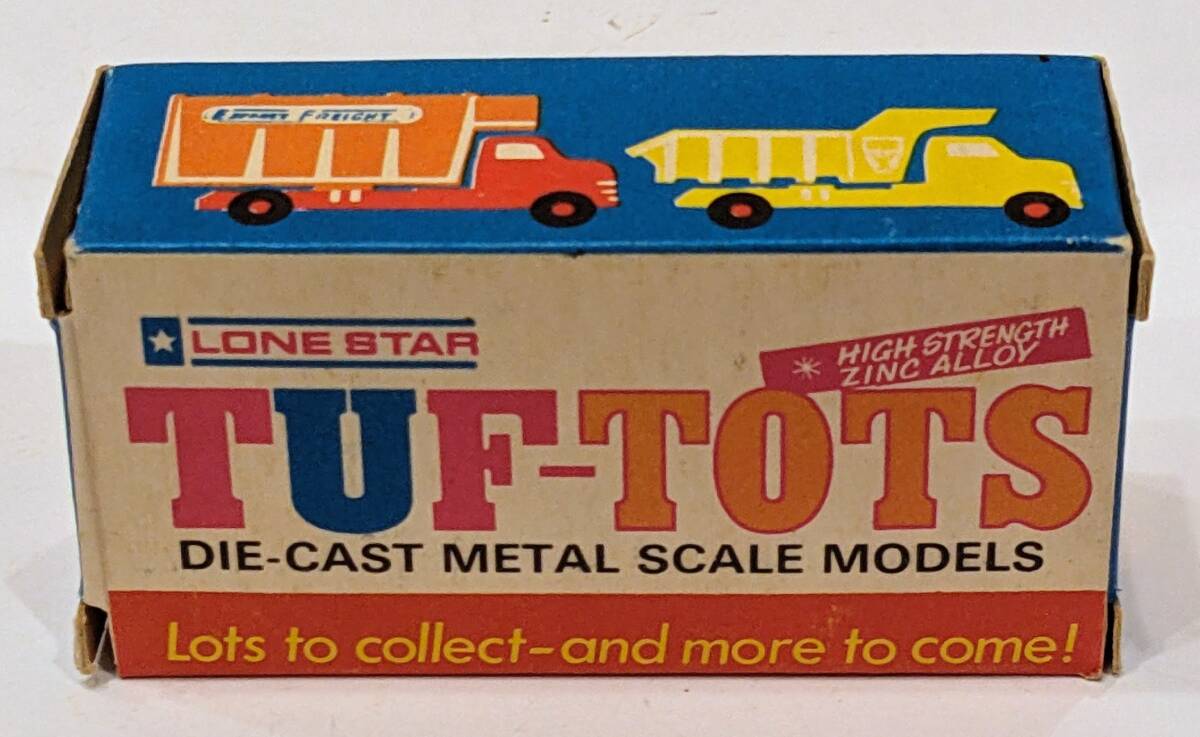 FREIGHT
LONE STAR
HIGH STRENGTH
ZINC ALLOY
TUF-TOTS
DIE-CAST METAL SCALE MODELS
Lots to collect-and more to come!